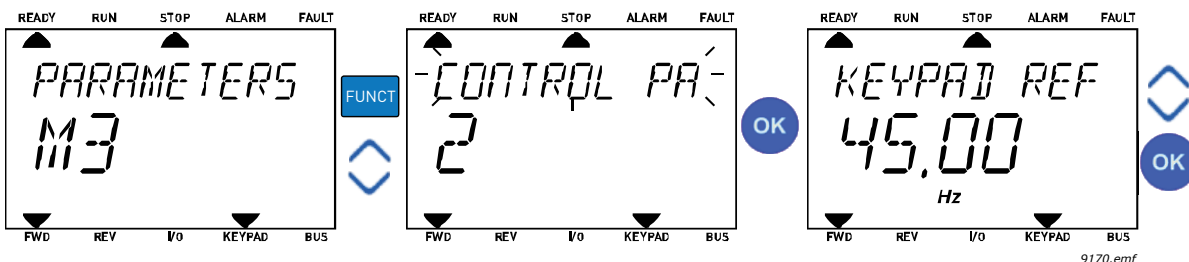 READY RUN STOP ALARM FAULT
PARAMETERS
M3
FWD REV I/O KEYPAD BUS
FUNCT
READY RUN STOP ALARM FAULT
CONTROL PA
2
FWD REV I/O KEYPAD BUS
OK
READY RUN STOP ALARM FAULT
KEYPAD REF
45.00
Hz
FWD REV I/O KEYPAD BUS
OK
9170.emf